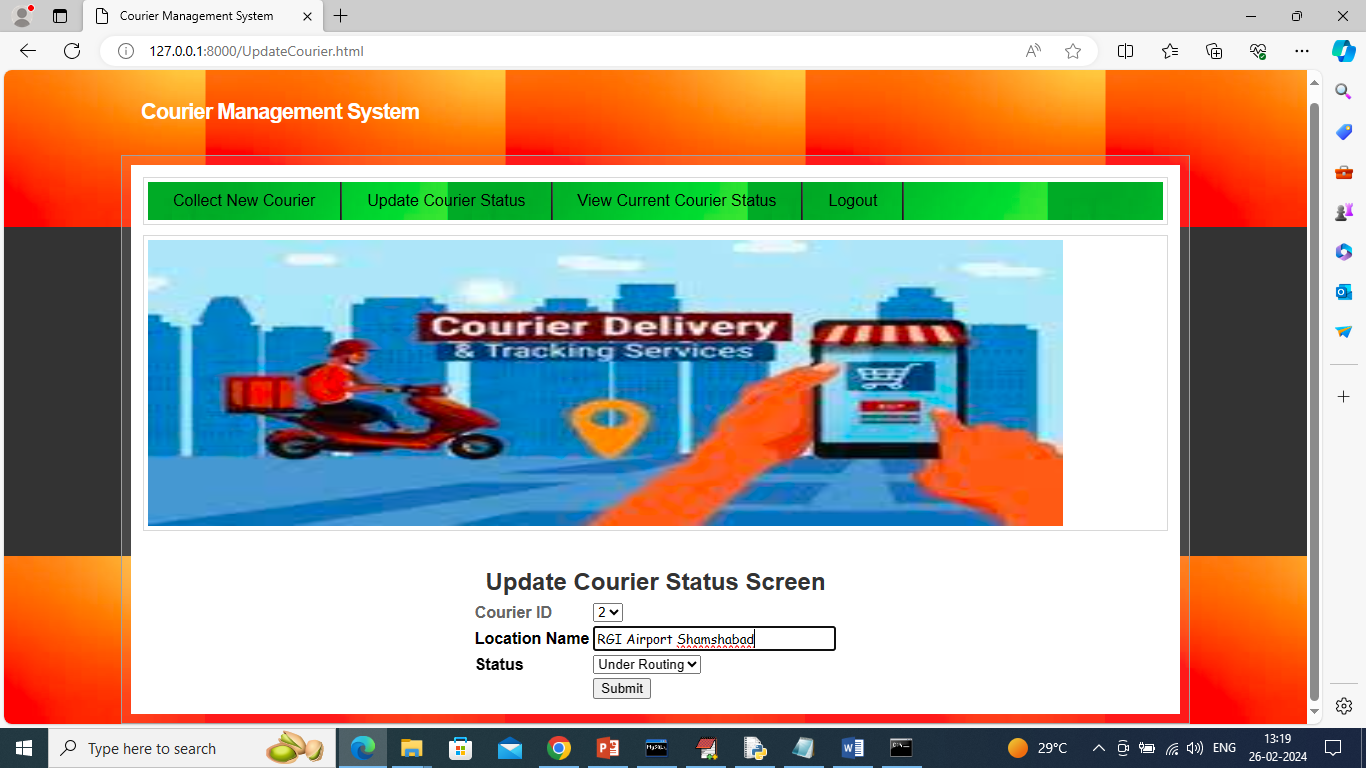 Courier Management System
127.0.0.1:8000/UpdateCourier.html
Courier Management System
Collect New Courier
Update Courier Status
View Current Courier Status
Logout
Courier Delivery
& Tracking Services
Update Courier Status Screen
Courier ID 2
Location Name RGI Airport Shamshabad
Status Under Routing
Submit
Type here to search
29°C
ENG
13:19
26-02-2024